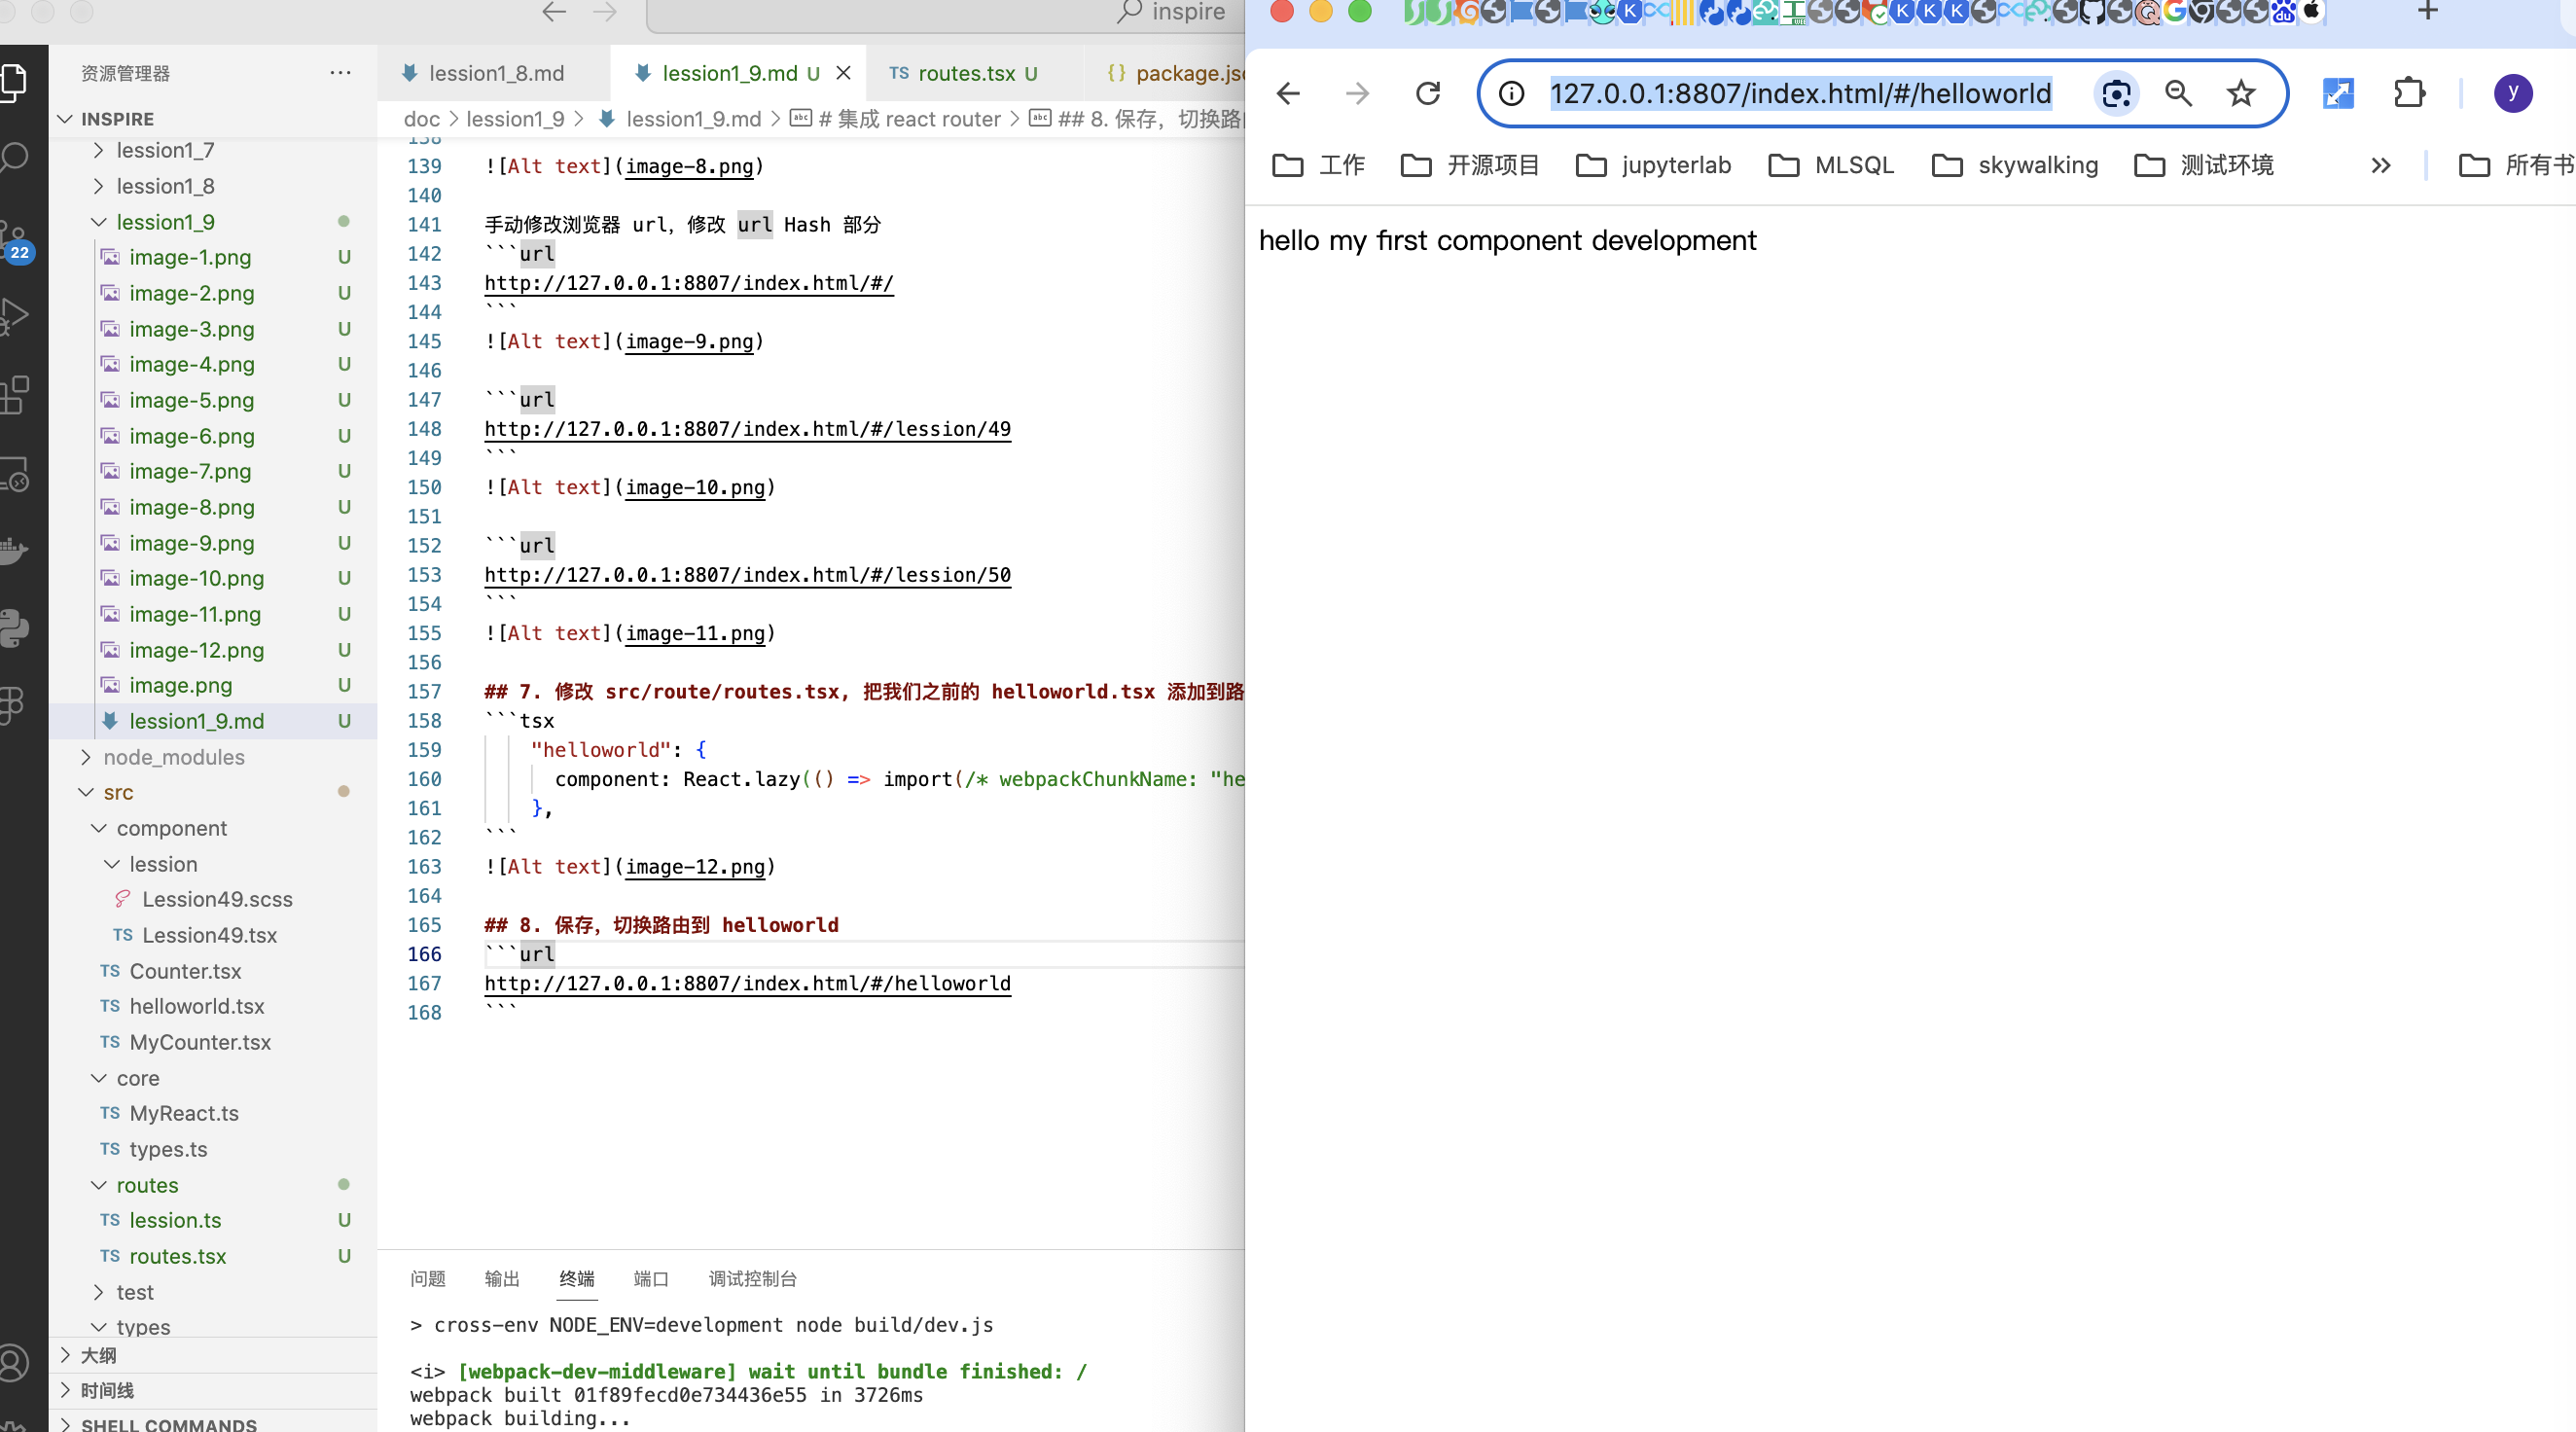 inspire
资源管理器
INSPIRE
lession1_7
lession1_8
lession1_9
image-1.png U
image-2.png U
image-3.png U
image-4.png U
image-5.png U
image-6.png U
image-7.png U
image-8.png U
image-9.png U
image-10.png U
image-11.png U
image-12.png U
image.png U
lession1_9.md U
node_modules
src
component
lession
Lession49.scss
TS Lession49.tsx
TS Counter.tsx
TS helloworld.tsx
TS MyCounter.tsx
core
TS MyReact.ts
TS types.ts
routes
TS lession.ts U
TS routes.tsx U
test
types
大纲
时间线
SHELL COMMANDS
22
lession1_8.md
lession1_9.md U
TS routes.tsx U
{} package.jso
doc > lession1_9 > lession1_9.md > # 集成 react router > ## 8. 保存，切换路
138
139 ![Alt text](image-8.png)
140
141 手动修改浏览器 url，修改 url Hash 部分
142 ```url
143 http://127.0.0.1:8807/index.html/#/
144 ```
145 ![Alt text](image-9.png)
146
147 ```url
148 http://127.0.0.1:8807/index.html/#/lession/49
149 ```
150 ![Alt text](image-10.png)
151
152 ```url
153 http://127.0.0.1:8807/index.html/#/lession/50
154 ```
155 ![Alt text](image-11.png)
156
157 ## 7. 修改 src/route/routes.tsx, 把我们之前的 helloworld.tsx 添加到路
158 ```tsx
159 "helloworld": {
160 component: React.lazy(() => import(/* webpackChunkName: "he
161 },
162 ```
163 ![Alt text](image-12.png)
164
165 ## 8. 保存，切换路由到 helloworld
166 ```url
167 http://127.0.0.1:8807/index.html/#/helloworld
168 ```
问题 输出 终端 端口 调试控制台
> cross-env NODE_ENV=development node build/dev.js
<i> [webpack-dev-middleware] wait until bundle finished: /
webpack built 01f89fecd0e734436e55 in 3726ms
webpack building...
127.0.0.1:8807/index.html/#/helloworld
y
工作 开源项目 jupyterlab MLSQL skywalking 测试环境 » 所有书
hello my first component development